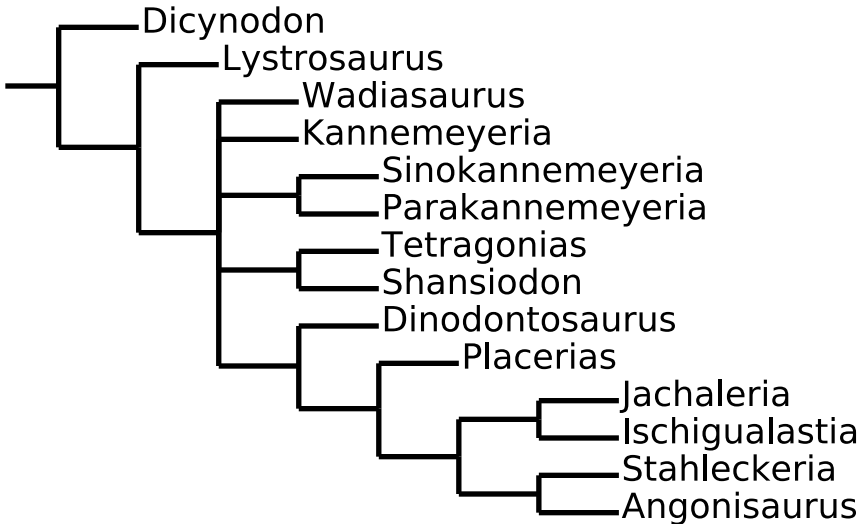 Dicynodon
Lystrosaurus
Wadiasaurus
Kannemeyeria
Sinokannemeyeria
Parakannemeyeria
Tetragonias
Shansiodon
Dinodontosaurus
Placerias
Jachaleria
Ischigualastia
Stahleckeria
Angonisaurus